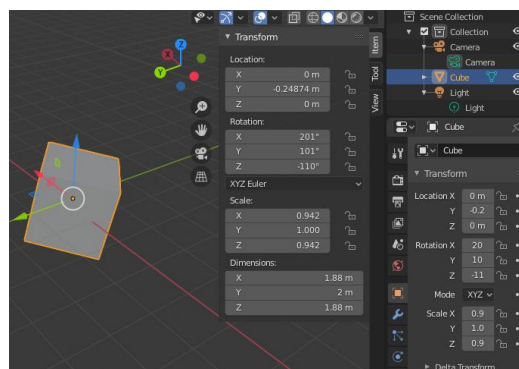 Transform
Location:
X 0 m
Y -0.24874 m
Z 0 m
Rotation:
X 201°
Y 101°
Z -110°
XYZ Euler
Scale:
X 0.942
Y 1.000
Z 0.942
Dimensions:
X 1.88 m
Y 2 m
Z 1.88 m
Item
Tool
View
Z
X
Y
Scene Collection
Collection
Camera
Camera
Cube
Light
Light
Cube
Cube
Transform
Location X 0 m
Y -0.2
Z 0 m
Rotation X 20
Y 10
Z -11
Mode XYZ
Scale X 0.9
Y 1.0
Z 0.9
Delta Transform